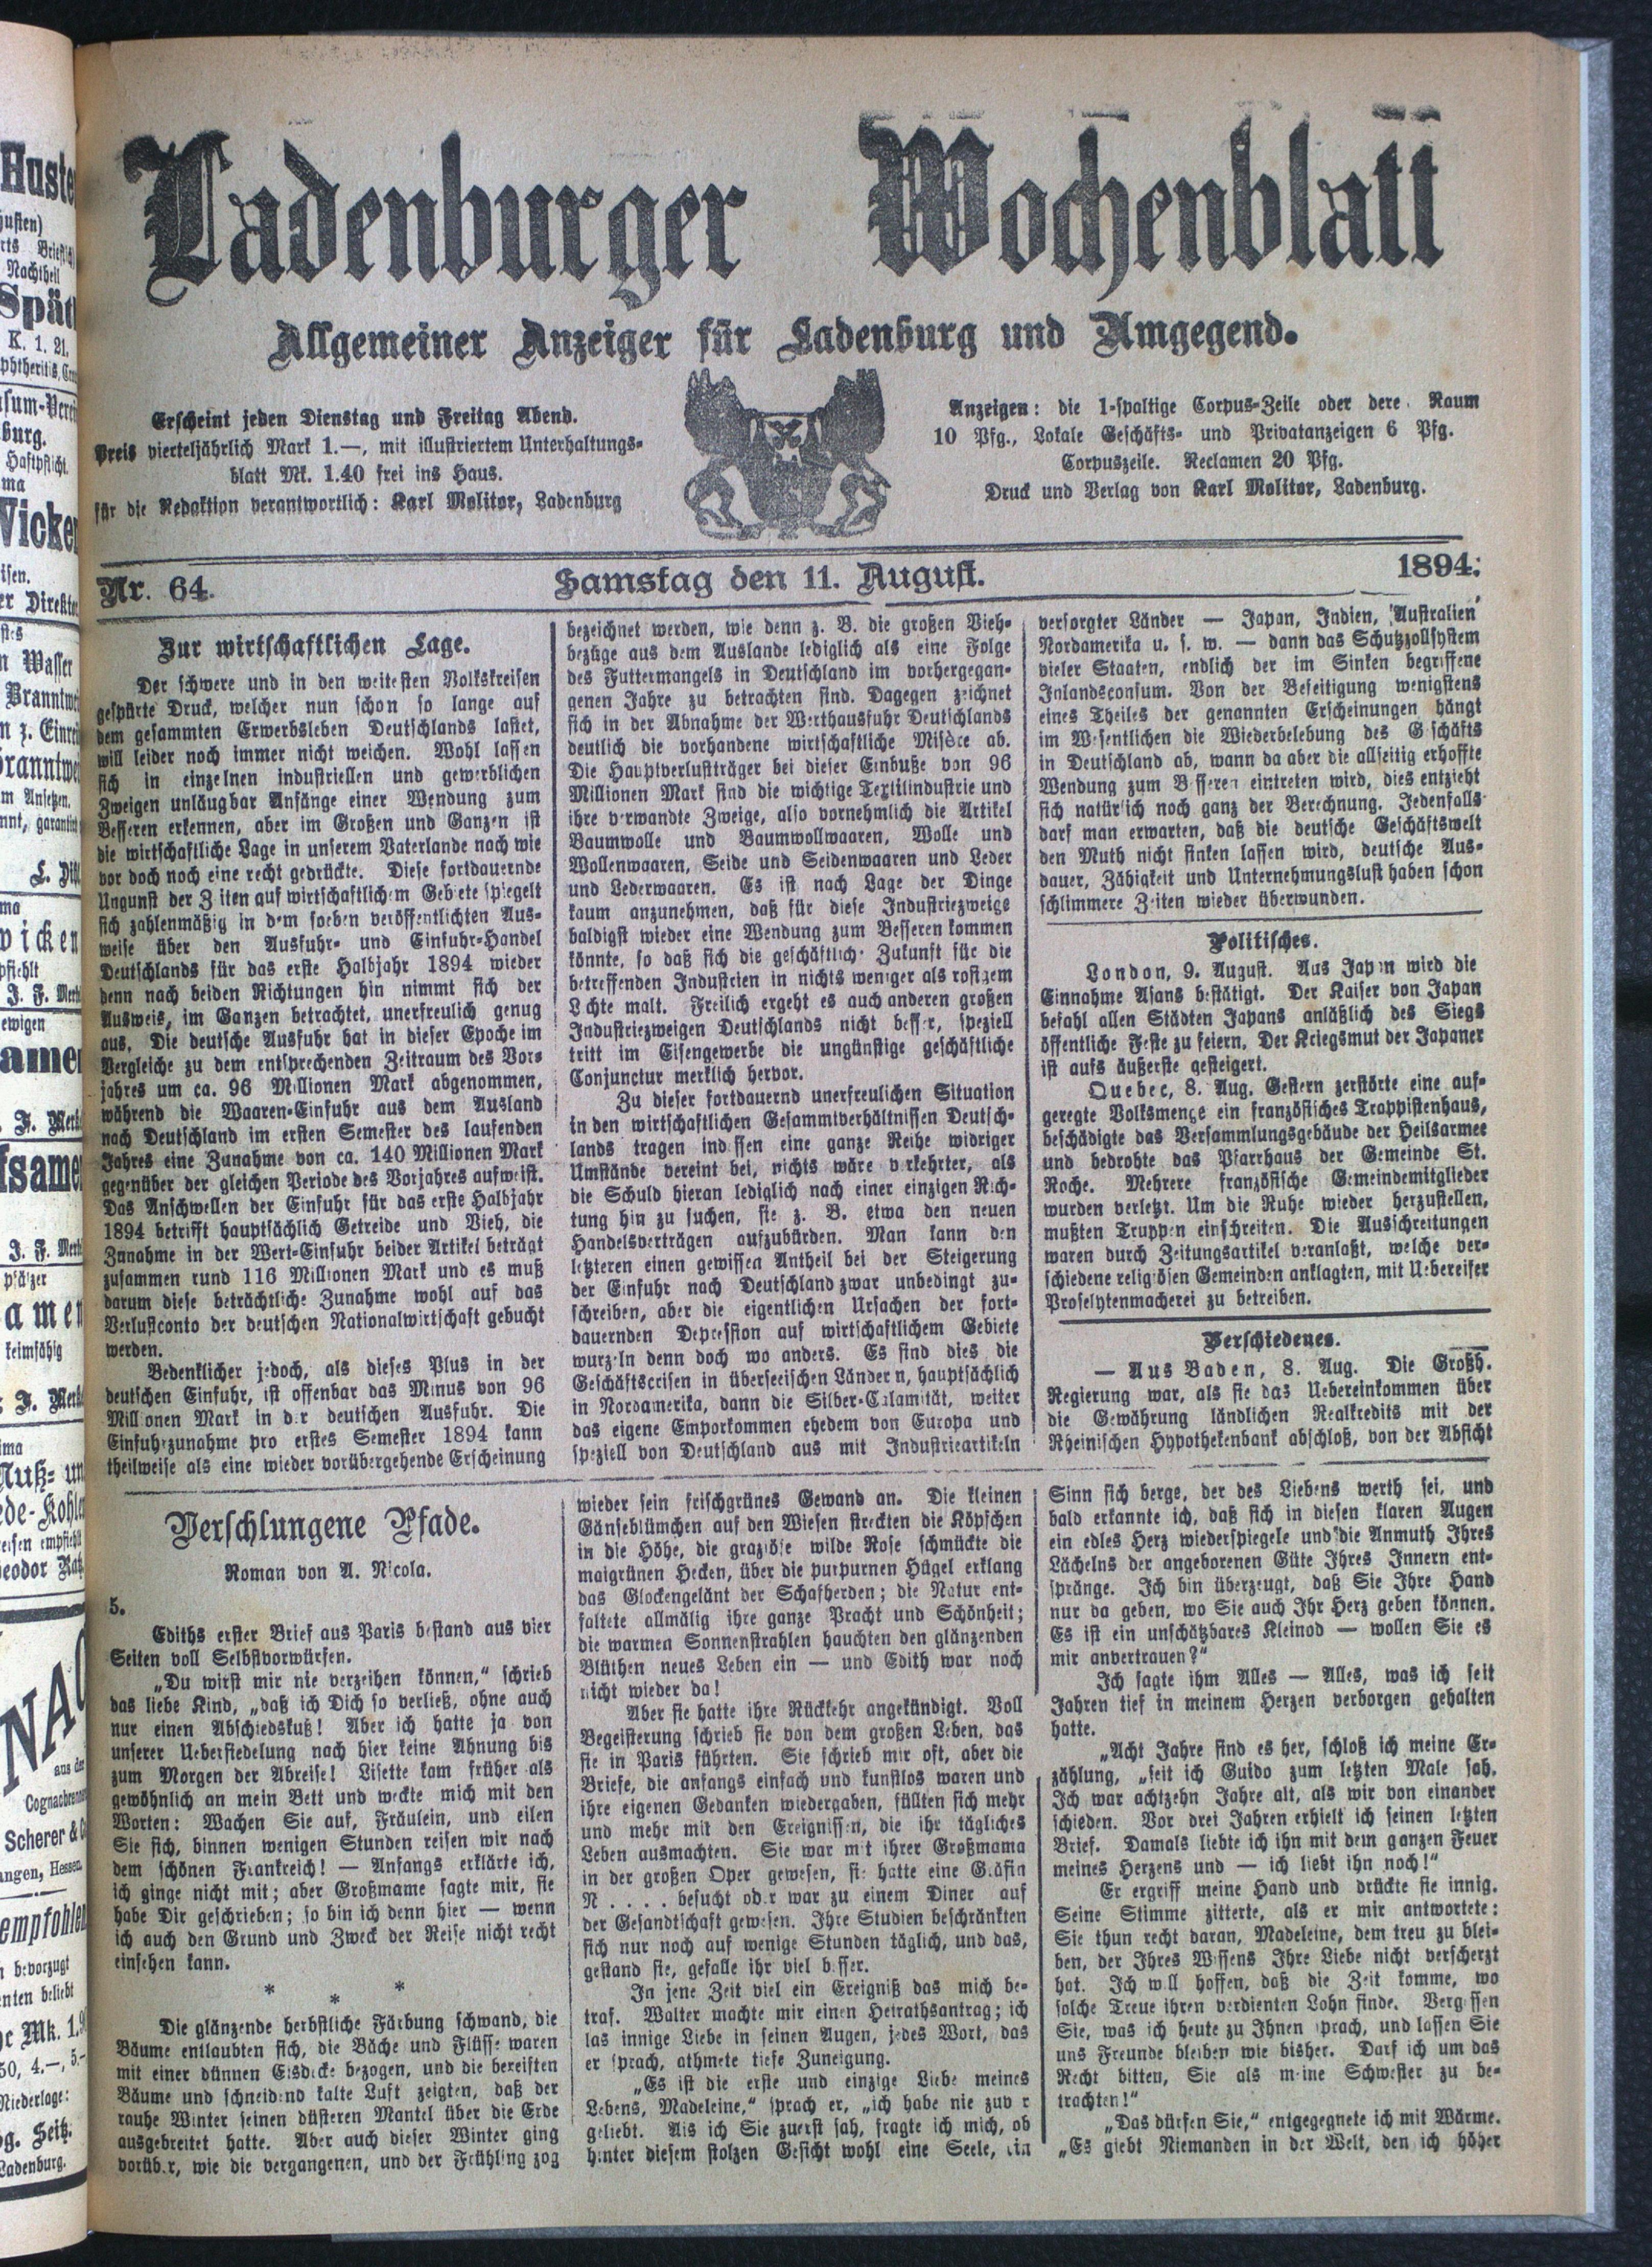 Ladenburger Wochenblatt
Allgemeiner Anzeiger für Ladenburg und Umgegend.
Erscheint jeden Dienstag und Freitag Abend.
Preis vierteljährlich Mark 1.—, mit illustriertem Unterhaltungs-
blatt Mk. 1.40 frei ins Haus.
für die Redaktion verantwortlich: Karl Molitor, Ladenburg
Anzeigen: die 1-spaltige Corpus-Zeile oder dere Raum
10 Pfg., Lokale Geschäfts- und Privatanzeigen 6 Pfg.
Corpuszeile. Reclamen 20 Pfg.
Druck und Verlag von Karl Molitor, Ladenburg.
Nr. 64.
Samstag den 11. August.
1894.
Zur wirtschaftlichen Lage.
Der schwere und in den weitesten Volkskreisen
gespürte Druck, welcher nun schon so lange auf
dem gesammten Erwerbsleben Deutschlands lastet,
will leider noch immer nicht weichen. Wohl lassen
sich in einzelnen industriellen und gewerblichen
Zweigen unläugbar Anfänge einer Wendung zum
Besseren erkennen, aber im Großen und Ganzen ist
die wirtschaftliche Lage in unserem Vaterlande nach wie
vor doch noch eine recht gedrückte. Diese fortdauernde
Ungunst der Zeiten auf wirtschaftlichem Gebiete spiegelt
sich zahlenmäßig in dem soeben veröffentlichten Aus-
weise über den Ausfuhr- und Einfuhr-Handel
Deutschlands für das erste Halbjahr 1894 wieder
denn nach beiden Richtungen hin nimmt sich der
Ausweis, im Ganzen betrachtet, unerfreulich genug
aus. Die deutsche Ausfuhr hat in dieser Epoche im
Vergleiche zu dem entsprechenden Zeitraum des Vor-
jahres um ca. 96 Millionen Mark abgenommen,
während die Waaren-Einfuhr aus dem Ausland
nach Deutschland im ersten Semester des laufenden
Jahres eine Zunahme von ca. 140 Millionen Mark
gegenüber der gleichen Periode des Vorjahres aufweist.
Das Anschwellen der Einfuhr für das erste Halbjahr
1894 betrifft hauptsächlich Getreide und Vieh, die
Zunahme in der Wert-Einfuhr beider Artikel beträgt
zusammen rund 116 Millionen Mark und es muß
darum diese beträchtliche Zunahme wohl auf das
Verlustconto der deutschen Nationalwirtschaft gebucht
werden.
Bedenklicher jedoch, als dieses Plus in der
deutschen Einfuhr, ist offenbar das Minus von 96
Millionen Mark in der deutschen Ausfuhr. Die
Einfuhrzunahme pro erstes Semester 1894 kann
theilweise als eine wieder vorübergehende Erscheinung
bezeichnet werden, wie denn z. B. die großen Vieh-
bezüge aus dem Auslande lediglich als eine Folge
des Futtermangels in Deutschland im vorhergegan-
genen Jahre zu betrachten sind. Dagegen zeichnet
sich in der Abnahme der Werthausfuhr Deutschlands
deutlich die vorhandene wirtschaftliche Misère ab.
Die Hauptverlustträger bei dieser Einbuße von 96
Millionen Mark sind die wichtige Textilindustrie und
ihre verwandte Zweige, also vornehmlich die Artikel
Baumwolle und Baumwollwaaren, Wolle und
Wollenwaaren, Seide und Seidenwaaren und Leder
und Lederwaaren. Es ist nach Lage der Dinge
kaum anzunehmen, daß für diese Industriezweige
baldigst wieder eine Wendung zum Besseren kommen
könnte, so daß sich die geschäftliche Zukunft für die
betreffenden Industrien in nichts weniger als rosigem
Lichte malt. Freilich ergeht es auch anderen großen
Industriezweigen Deutschlands nicht besser, speziell
tritt im Eisengewerbe die ungünstige geschäftliche
Conjunctur merklich hervor.
Zu dieser fortdauernd unerfreulichen Situation
in den wirtschaftlichen Gesammtverhältnissen Deutsch-
lands tragen indessen eine ganze Reihe widriger
Umstände vereint bei, nichts wäre verkehrter, als
die Schuld hieran lediglich nach einer einzigen Rich-
tung hin zu suchen, sie z. B. etwa den neuen
Handelsverträgen aufzubürden. Man kann den
letzteren einen gewissen Antheil bei der Steigerung
der Einfuhr nach Deutschland zwar unbedingt zu-
schreiben, aber die eigentlichen Ursachen der fort-
dauernden Depression auf wirtschaftlichem Gebiete
wurzeln denn doch wo anders. Es sind dies die
Geschäftscrisen in überseeischen Ländern, hauptsächlich
in Nordamerika, dann die Silber-Calamität, weiter
das eigene Emporkommen ehedem von Europa und
speziell von Deutschland aus mit Industrieartikeln
versorgter Länder — Japan, Indien, Australien
Nordamerika u. s. w. — dann das Schutzzollsystem
vieler Staaten, endlich der im Sinken begriffene
Inlandsconsum. Von der Beseitigung wenigstens
eines Theiles der genannten Erscheinungen hängt
im Wesentlichen die Wiederbelebung des Geschäfts
in Deutschland ab, wann da aber die allseitig erhoffte
Wendung zum Besseren eintreten wird, dies entzieht
sich natürlich noch ganz der Berechnung. Jedenfalls
darf man erwarten, daß die deutsche Geschäftswelt
den Muth nicht sinken lassen wird, deutsche Aus-
dauer, Zähigkeit und Unternehmungslust haben schon
schlimmere Zeiten wieder überwunden.
Politisches.
London, 9. August. Aus Japan wird die
Einnahme Asans bestätigt. Der Kaiser von Japan
befahl allen Städten Japans anläßlich des Siegs
öffentliche Feste zu feiern. Der Kriegsmut der Japaner
ist aufs äußerste gesteigert.
Quebec, 8. Aug. Gestern zerstörte eine auf-
geregte Volksmenge ein französisches Trappistenhaus,
beschädigte das Versammlungsgebäude der Heilsarmee
und bedrohte das Pfarrhaus der Gemeinde St.
Roche. Mehrere französische Gemeindemitglieder
wurden verletzt. Um die Ruhe wieder herzustellen,
mußten Truppen einschreiten. Die Ausschreitungen
waren durch Zeitungsartikel veranlaßt, welche ver-
schiedene religiösen Gemeinden anklagten, mit Uebereifer
Proselytenmacherei zu betreiben.
Verschiedenes.
— Aus Baden, 8. Aug. Die Großh.
Regierung war, als sie das Uebereinkommen über
die Gewährung ländlichen Realkredits mit der
Rheinischen Hypothekenbank abschloß, von der Absicht
Verschlungene Pfade.
Roman von A. Nicola.
5.
Ediths erster Brief aus Paris bestand aus vier
Seiten voll Selbstvorwürfen.
„Du wirst mir nie verzeihen können,“ schrieb
das liebe Kind, „daß ich Dich so verließ, ohne auch
nur einen Abschiedskuß! Aber ich hatte ja von
unserer Uebersiedelung nach hier keine Ahnung bis
zum Morgen der Abreise! Lisette kam früher als
gewöhnlich an mein Bett und weckte mich mit den
Worten: Wachen Sie auf, Fräulein, und eilen
Sie sich, binnen wenigen Stunden reisen wir nach
dem schönen Frankreich! — Anfangs erklärte ich,
ich ginge nicht mit; aber Großmame sagte mir, sie
habe Dir geschrieben; so bin ich denn hier — wenn
ich auch den Grund und Zweck der Reise nicht recht
einsehen kann.
* * *
Die glänzende herbstliche Färbung schwand, die
Bäume entlaubten sich, die Bäche und Flüsse waren
mit einer dünnen Eisdecke bezogen, und die bereiften
Bäume und schneidend kalte Luft zeigten, daß der
rauhe Winter seinen düsteren Mantel über die Erde
ausgebreitet hatte. Aber auch dieser Winter ging
vorüber, wie die vergangenen, und der Frühling zog
wieder sein frischgrünes Gewand an. Die kleinen
Gänseblümchen auf den Wiesen streckten die Köpfchen
in die Höhe, die graziöse wilde Rose schmückte die
maigrünen Hecken, über die purpurnen Hügel erklang
das Glockengeläut der Schafherden; die Natur ent-
faltete allmälig ihre ganze Pracht und Schönheit;
die warmen Sonnenstrahlen hauchten den glänzenden
Blüthen neues Leben ein — und Edith war noch
nicht wieder da!
Aber sie hatte ihre Rückkehr angekündigt. Voll
Begeisterung schrieb sie von dem großen Leben, das
sie in Paris führten. Sie schrieb mir oft, aber die
Briefe, die anfangs einfach und kunstlos waren und
ihre eigenen Gedanken wiedergaben, füllten sich mehr
und mehr mit den Ereignissen, die ihr tägliches
Leben ausmachten. Sie war mit ihrer Großmama
in der großen Oper gewesen, sie hatte eine Gräfin
N . . . . besucht oder war zu einem Diner auf
der Gesandtschaft gewesen. Ihre Studien beschränkten
sich nur noch auf wenige Stunden täglich, und das,
gestand sie, gefalle ihr viel besser.
In jene Zeit viel ein Ereigniß das mich be-
traf. Walter machte mir einen Heirathsantrag; ich
las innige Liebe in seinen Augen, jedes Wort, das
er sprach, athmete tiefe Zuneigung.
„Es ist die erste und einzige Liebe meines
Lebens, Madeleine,“ sprach er, „ich habe nie zuvor
geliebt. Als ich Sie zuerst sah, fragte ich mich, ob
hinter diesem stolzen Gesicht wohl eine Seele, ein
Sinn sich berge, der des Liebens werth sei, und
bald erkannte ich, daß sich in diesen klaren Augen
ein edles Herz wiederspiegele und die Anmuth Ihres
Lächelns der angeborenen Güte Ihres Innern ent-
spränge. Ich bin überzeugt, daß Sie Ihre Hand
nur da geben, wo Sie auch Ihr Herz geben können.
Es ist ein unschätzbares Kleinod — wollen Sie es
mir anvertrauen?“
Ich sagte ihm Alles — Alles, was ich seit
Jahren tief in meinem Herzen verborgen gehalten
hatte.
„Acht Jahre sind es her, schloß ich meine Er-
zählung, „seit ich Guido zum letzten Male sah.
Ich war achtzehn Jahre alt, als wir von einander
schieden. Vor drei Jahren erhielt ich seinen letzten
Brief. Damals liebte ich ihn mit dem ganzen Feuer
meines Herzens und — ich liebt ihn noch!“
Er ergriff meine Hand und drückte sie innig.
Seine Stimme zitterte, als er mir antwortete:
Sie thun recht daran, Madeleine, dem treu zu blei-
ben, der Ihres Wissens Ihre Liebe nicht verscherzt
hat. Ich will hoffen, daß die Zeit komme, wo
solche Treue ihren verdienten Lohn finde. Vergessen
Sie, was ich heute zu Ihnen sprach, und lassen Sie
uns Freunde bleiben wie bisher. Darf ich um das
Recht bitten, Sie als meine Schwester zu be-
trachten!“
„Das dürfen Sie,“ entgegegnete ich mit Wärme.
„Es giebt Niemanden in der Welt, den ich höher